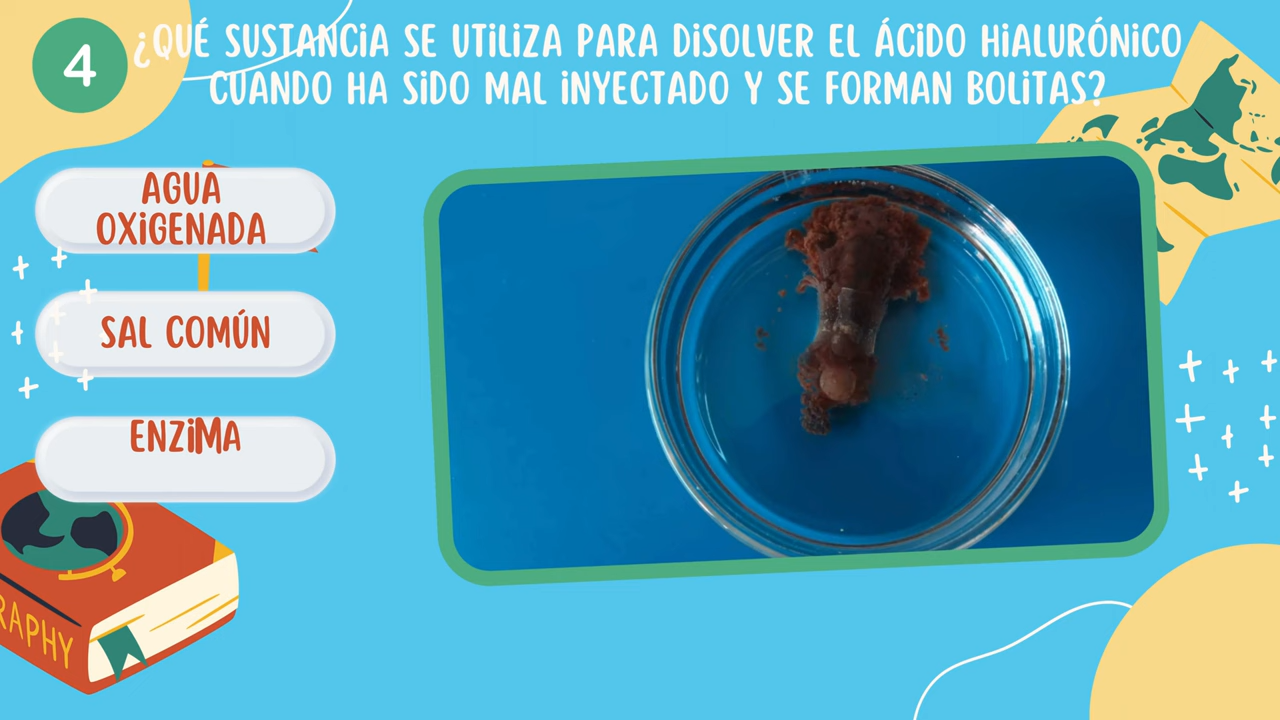 4
¿QUÉ SUSTANCIA SE UTILIZA PARA DISOLVER EL ÁCIDO HIALURÓNICO
CUANDO HA SIDO MAL INYECTADO Y SE FORMAN BOLITAS?
AGUA
OXIGENADA
SAL COMÚN
ENZIMA
RAPHY